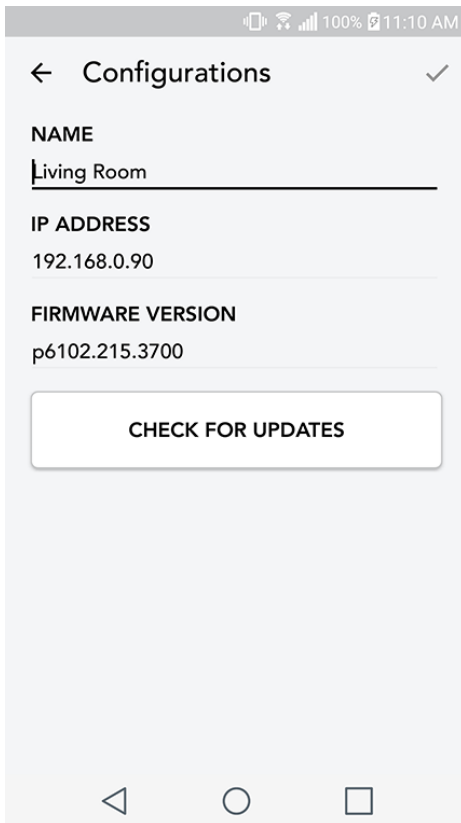 100% 11:10 AM
Configurations
NAME
Living Room
IP ADDRESS
192.168.0.90
FIRMWARE VERSION
p6102.215.3700
CHECK FOR UPDATES